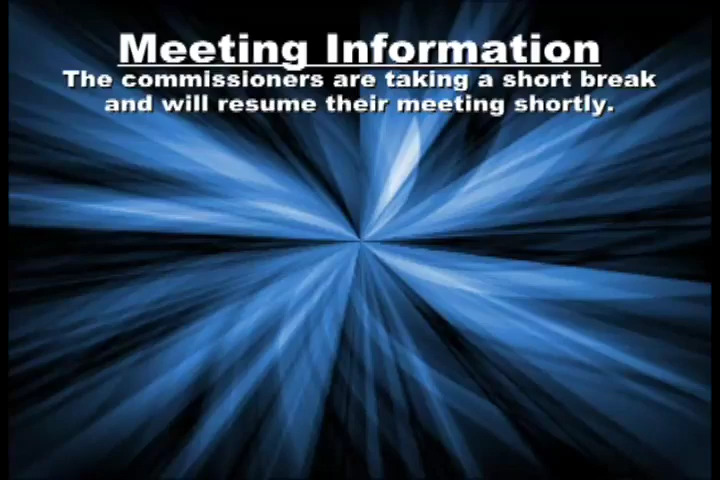 Meeting Information
The commissioners are taking a short break
and will resume their meeting shortly.